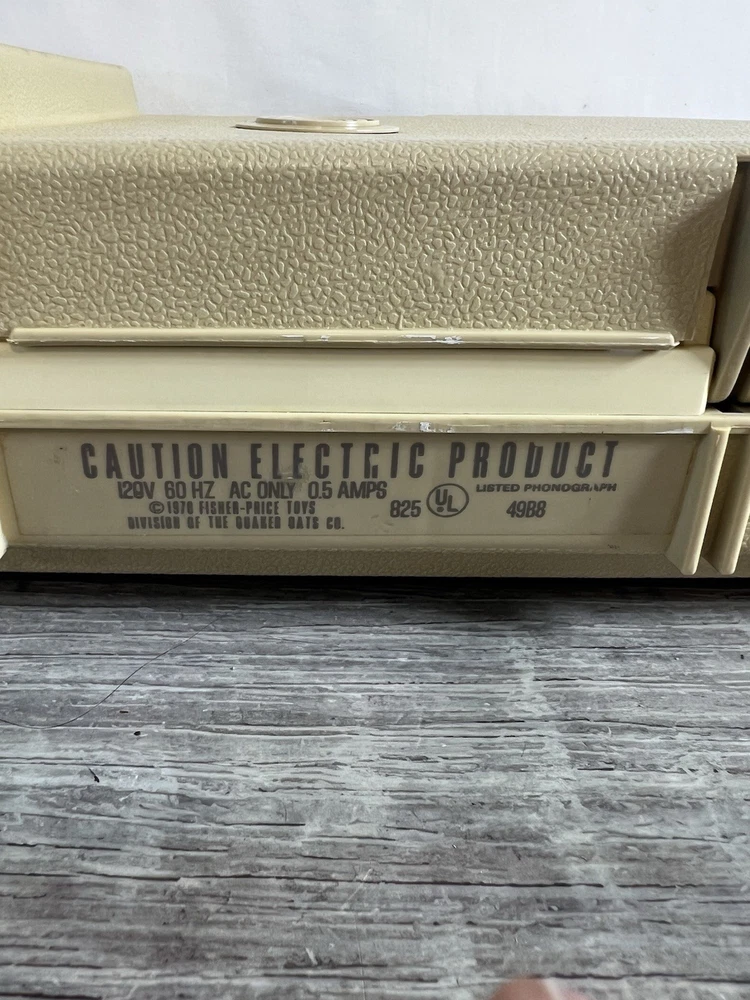 CAUTION ELECTRIC PRODUCT
120V 60 HZ AC ONLY 0.5 AMPS
© 1978 FISHER-PRICE TOYS
DIVISION OF THE QUAKER OATS CO.
825
UL
LISTED PHONOGRAPH
49B8